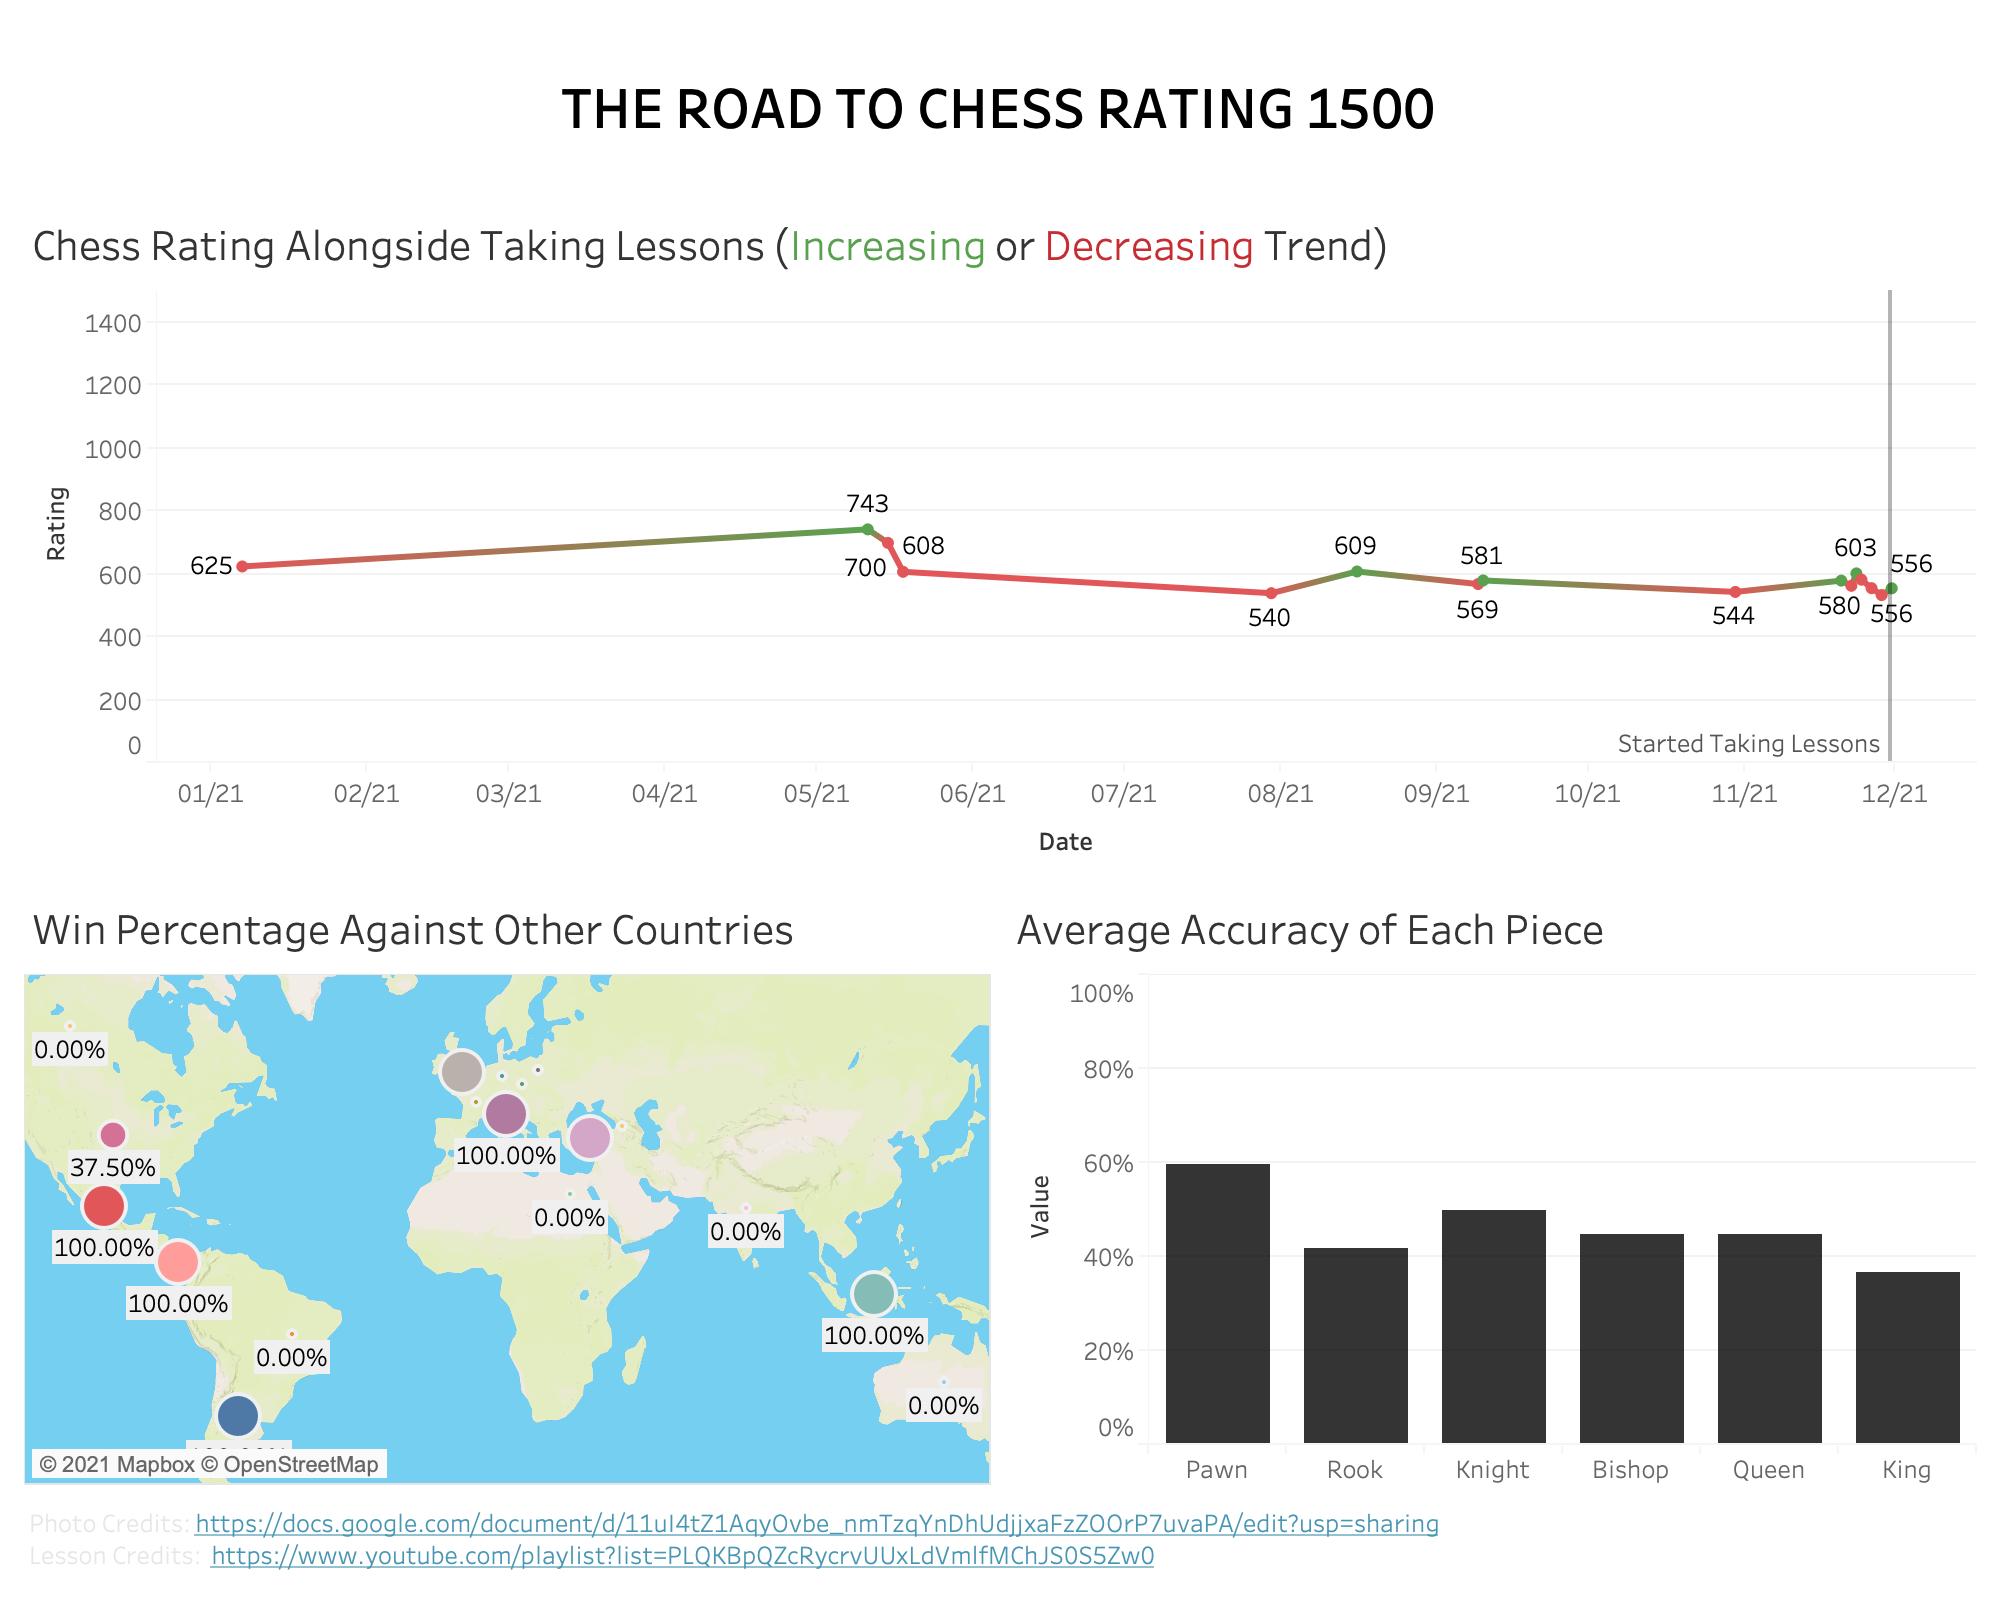 THE ROAD TO CHESS RATING 1500
Chess Rating Alongside Taking Lessons (Increasing or Decreasing Trend)
1400
1200
1000
800
600
400
200
0
Rating
625
743
700
608
540
609
569
581
544
580
603
556
556
Started Taking Lessons
01/21 02/21 03/21 04/21 05/21 06/21 07/21 08/21 09/21 10/21 11/21 12/21
Date
Win Percentage Against Other Countries
0.00%
37.50%
100.00%
100.00%
0.00%
100.00%
0.00%
0.00%
100.00%
0.00%
© 2021 Mapbox © OpenStreetMap
Average Accuracy of Each Piece
100%
80%
60%
40%
20%
0%
Value
Pawn Rook Knight Bishop Queen King
Photo Credits: https://docs.google.com/document/d/11uI4tZ1AqyOvbe_nmTzqYnDhUdjjxaFzZOOrP7uvaPA/edit?usp=sharing
Lesson Credits: https://www.youtube.com/playlist?list=PLQKBpQZcRycrvUUxLdVmlfMChJS0S5Zw0